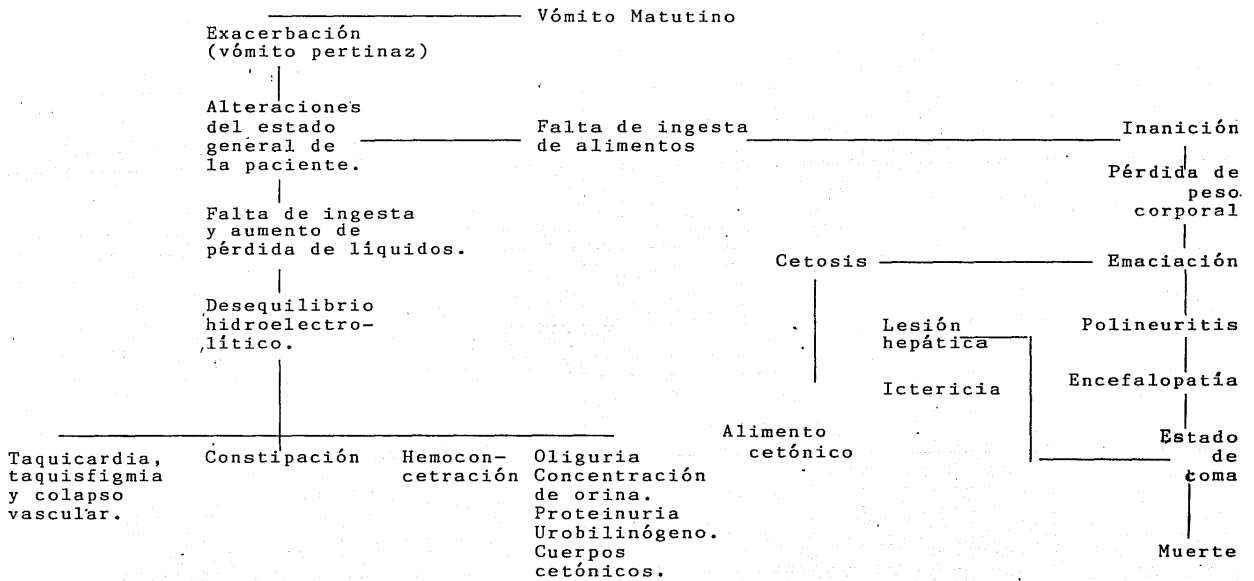 Vómito Matutino
Exacerbación
(vómito pertinaz)
Alteraciones
del estado
general de
la paciente.
Falta de ingesta
de alimentos
Inanición
Pérdida de
peso
corporal
Falta de ingesta
y aumento de
pérdida de líquidos.
Cetosis
Emaciación
Desequilibrio
hidroelectro-
lítico.
Lesión
hepática
Polineuritis
Ictericia
Encefalopatía
Alimento
cetónico
Estado
de
coma
Taquicardia,
taquisfigmia
y colapso
vascular.
Constipación
Hemocon-
cetración
Oliguria
Concentración
de orina.
Proteinuria
Urobilinógeno.
Cuerpos
cetónicos.
Muerte